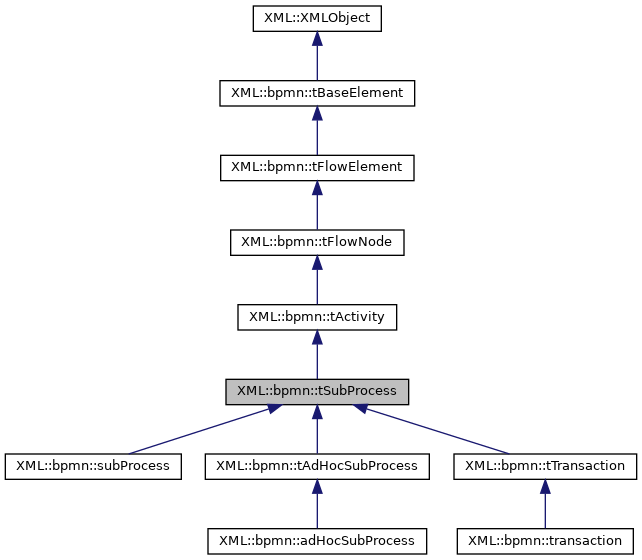 XML::XMLObject
XML::bpmn::tBaseElement
XML::bpmn::tFlowElement
XML::bpmn::tFlowNode
XML::bpmn::tActivity
XML::bpmn::tSubProcess
XML::bpmn::subProcess
XML::bpmn::tAdHocSubProcess
XML::bpmn::tTransaction
XML::bpmn::adHocSubProcess
XML::bpmn::transaction